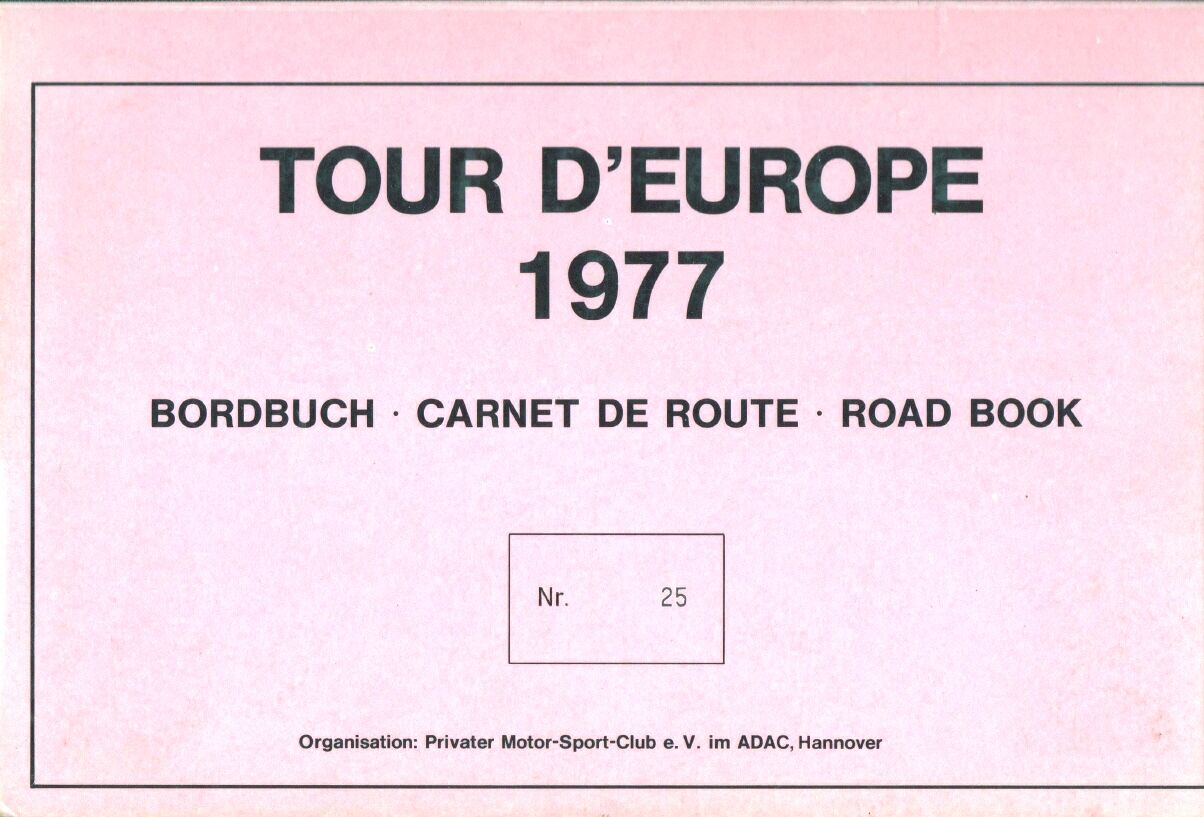 TOUR D'EUROPE
1977
BORDBUCH · CARNET DE ROUTE · ROAD BOOK
Nr. 25
Organisation: Privater Motor-Sport-Club e. V. im ADAC, Hannover